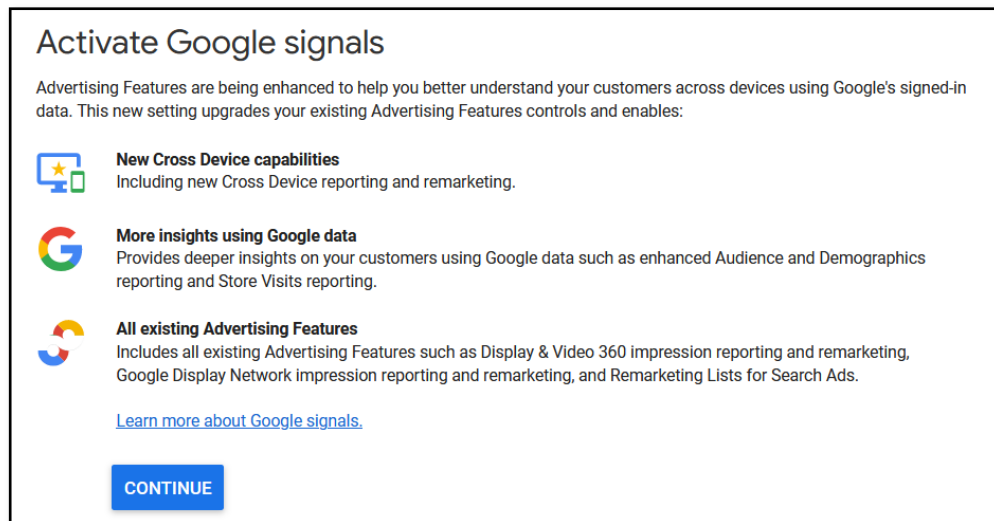 Activate Google signals
Advertising Features are being enhanced to help you better understand your customers across devices using Google's signed-in
data. This new setting upgrades your existing Advertising Features controls and enables:
New Cross Device capabilities
Including new Cross Device reporting and remarketing.
More insights using Google data
Provides deeper insights on your customers using Google data such as enhanced Audience and Demographics
reporting and Store Visits reporting.
All existing Advertising Features
Includes all existing Advertising Features such as Display & Video 360 impression reporting and remarketing,
Google Display Network impression reporting and remarketing, and Remarketing Lists for Search Ads.
Learn more about Google signals.
CONTINUE